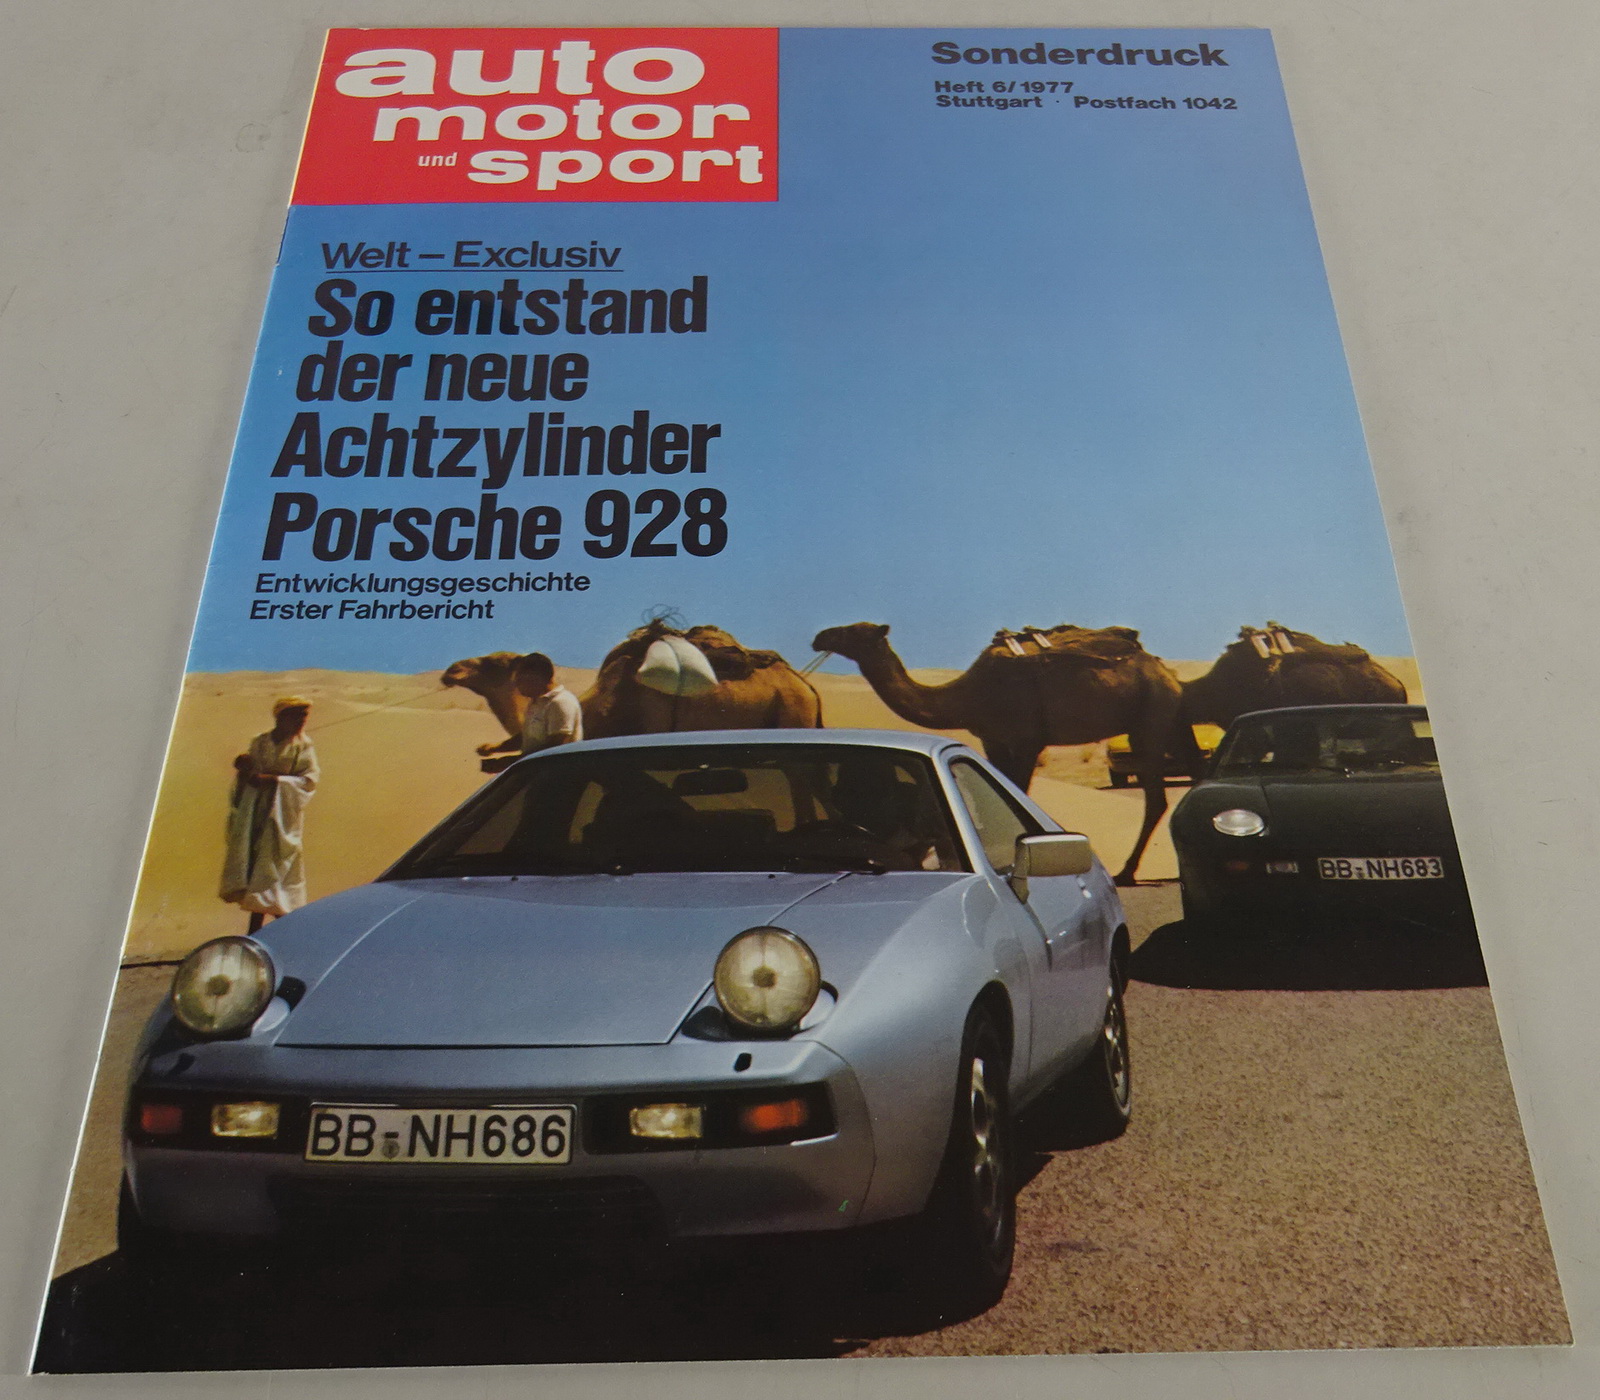 auto
motor
und sport
Sonderdruck
Heft 6/1977
Stuttgart · Postfach 1042
Welt – Exclusiv
So entstand
der neue
Achtzylinder
Porsche 928
Entwicklungsgeschichte
Erster Fahrbericht
BB-NH683
BB-NH686